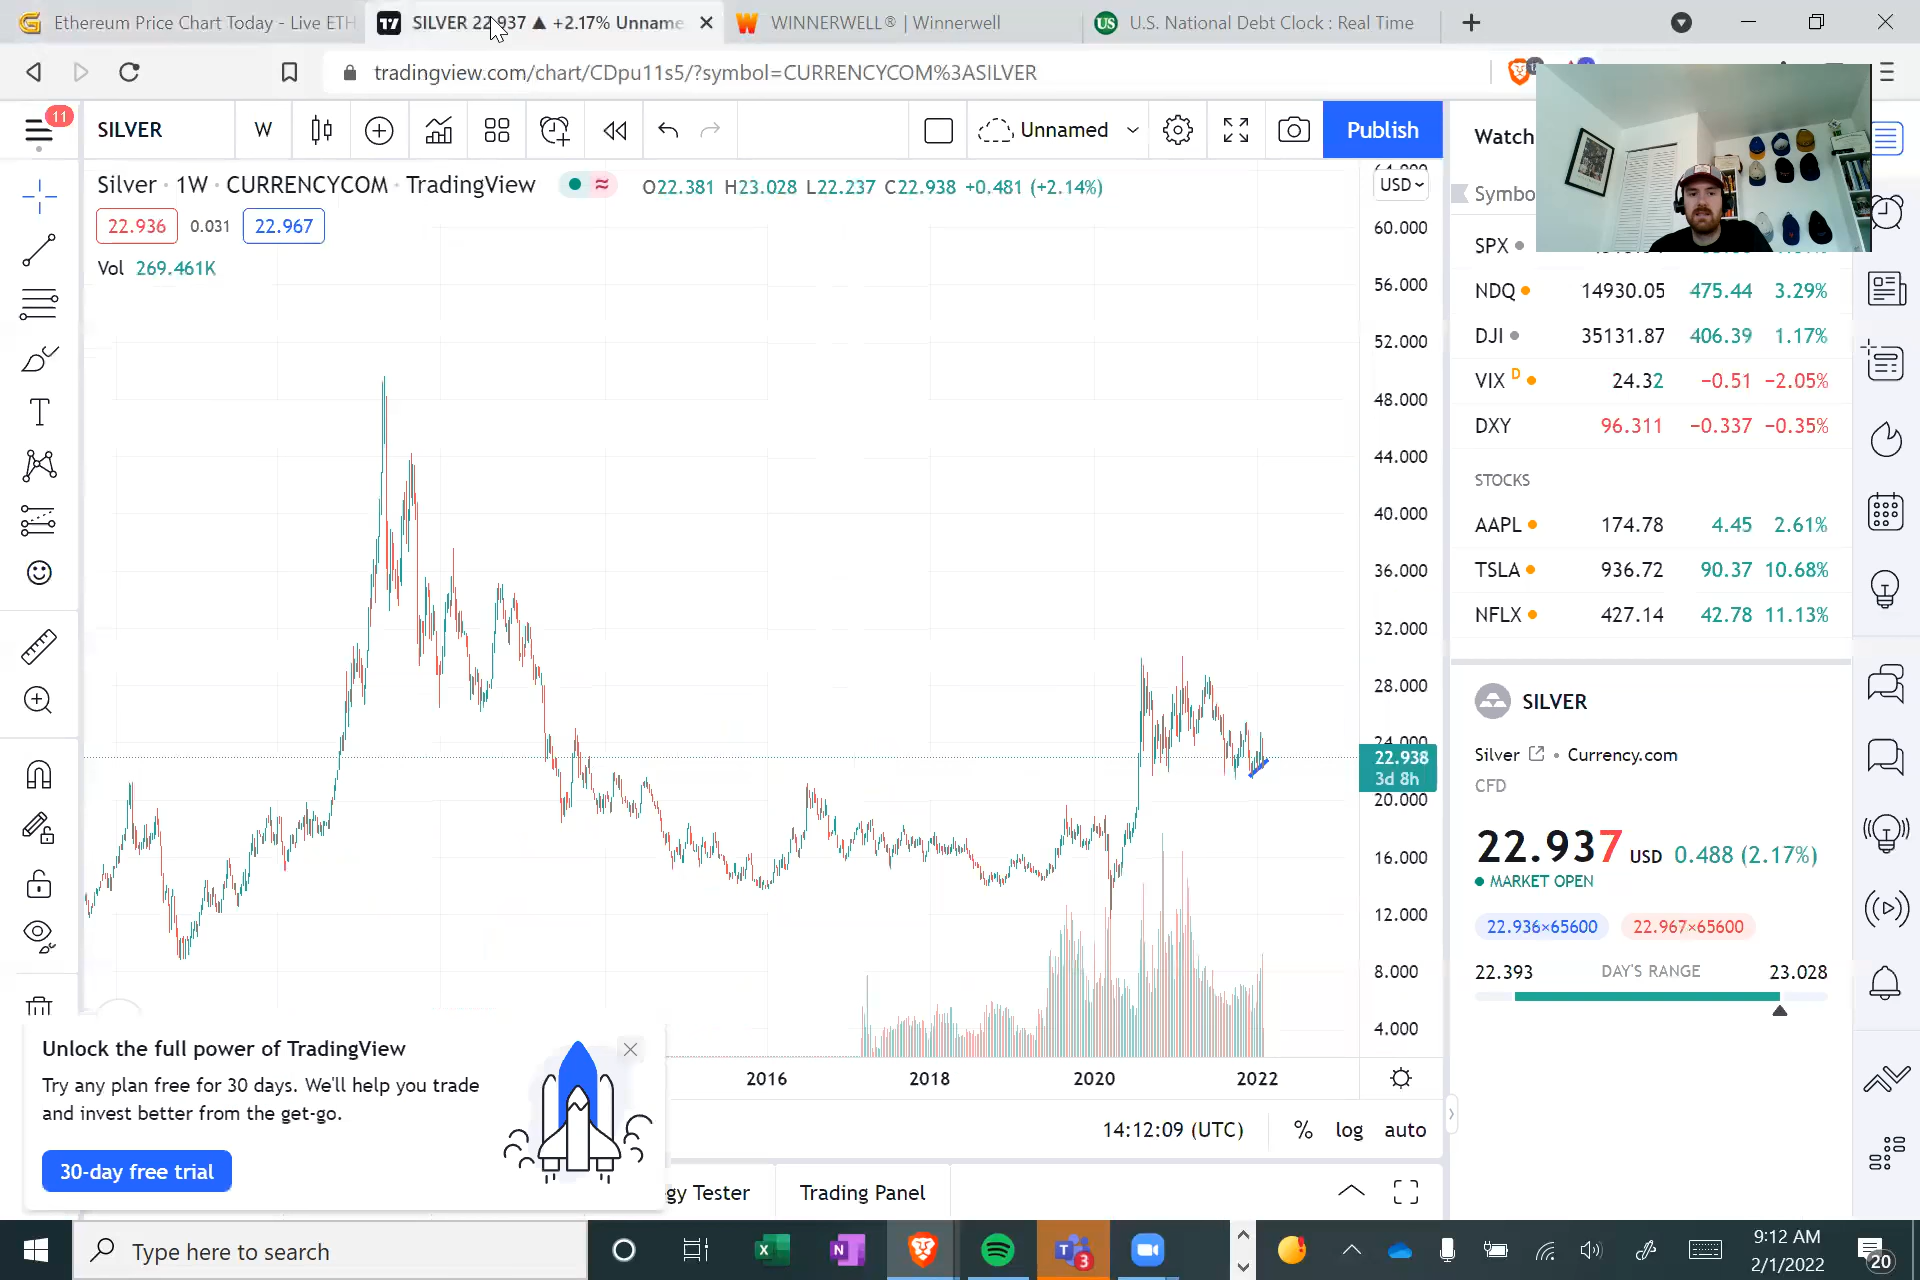 Ethereum Price Chart Today - Live ETH
SILVER 22.937 ▲ +2.17% Unname
WINNERWELL® | Winnerwell
U.S. National Debt Clock : Real Time
tradingview.com/chart/CDpu11s5/?symbol=CURRENCYCOM%3ASILVER
11
SILVER
W
Unnamed
Publish
Watch
Silver · 1W · CURRENCYCOM · TradingView
O22.381 H23.028 L22.237 C22.938 +0.481 (+2.14%)
USD
22.936
0.031
22.967
Vol 269.461K
60.000
56.000
52.000
48.000
44.000
40.000
36.000
32.000
28.000
24.000
22.938
3d 8h
20.000
16.000
12.000
8.000
4.000
2016
2018
2020
2022
14:12:09 (UTC)
%
log
auto
Symbo
SPX
NDQ 14930.05 475.44 3.29%
DJI 35131.87 406.39 1.17%
VIX D 24.32 −0.51 −2.05%
DXY 96.311 −0.337 −0.35%
STOCKS
AAPL 174.78 4.45 2.61%
TSLA 936.72 90.37 10.68%
NFLX 427.14 42.78 11.13%
SILVER
Silver • Currency.com
CFD
22.937 USD 0.488 (2.17%)
MARKET OPEN
22.936×65600
22.967×65600
22.393 DAY'S RANGE 23.028
Unlock the full power of TradingView
Try any plan free for 30 days. We'll help you trade
and invest better from the get-go.
30-day free trial
gy Tester
Trading Panel
Type here to search
3
9:12 AM
2/1/2022
20